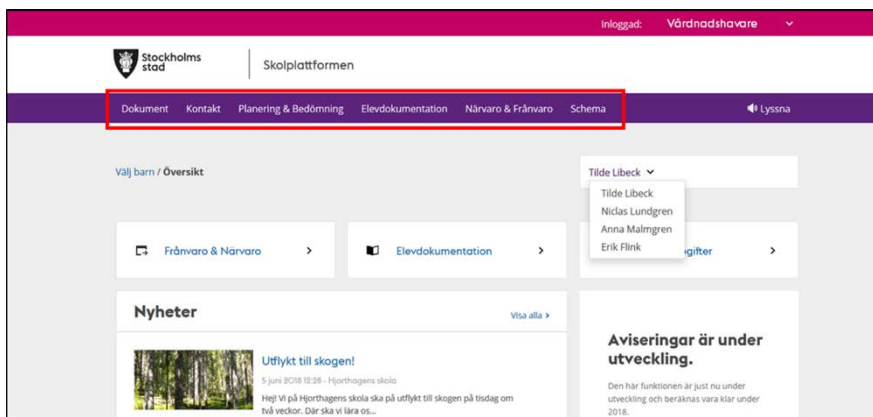 Inloggad: Vårdnadshavare
Stockholms
stad
Skolplattformen
Dokument Kontakt Planering & Bedömning Elevdokumentation Närvaro & Frånvaro Schema Lyssna
Välj barn / Översikt
Tilde Libeck
Tilde Libeck
Niclas Lundgren
Anna Malmgren
Erik Flink
Frånvaro & Närvaro
Elevdokumentation
gifter
Nyheter
Visa alla
Utflykt till skogen!
5 juni 2018 12:28 - Hjorthagens skola
Hej! Vi på Hjorthagens skola ska på utflykt till skogen på tisdag om
två veckor. Där ska vi lära os...
Aviseringar är under
utveckling.
Den här funktionen är just nu under
utveckling och beräknas vara klar under
2018.